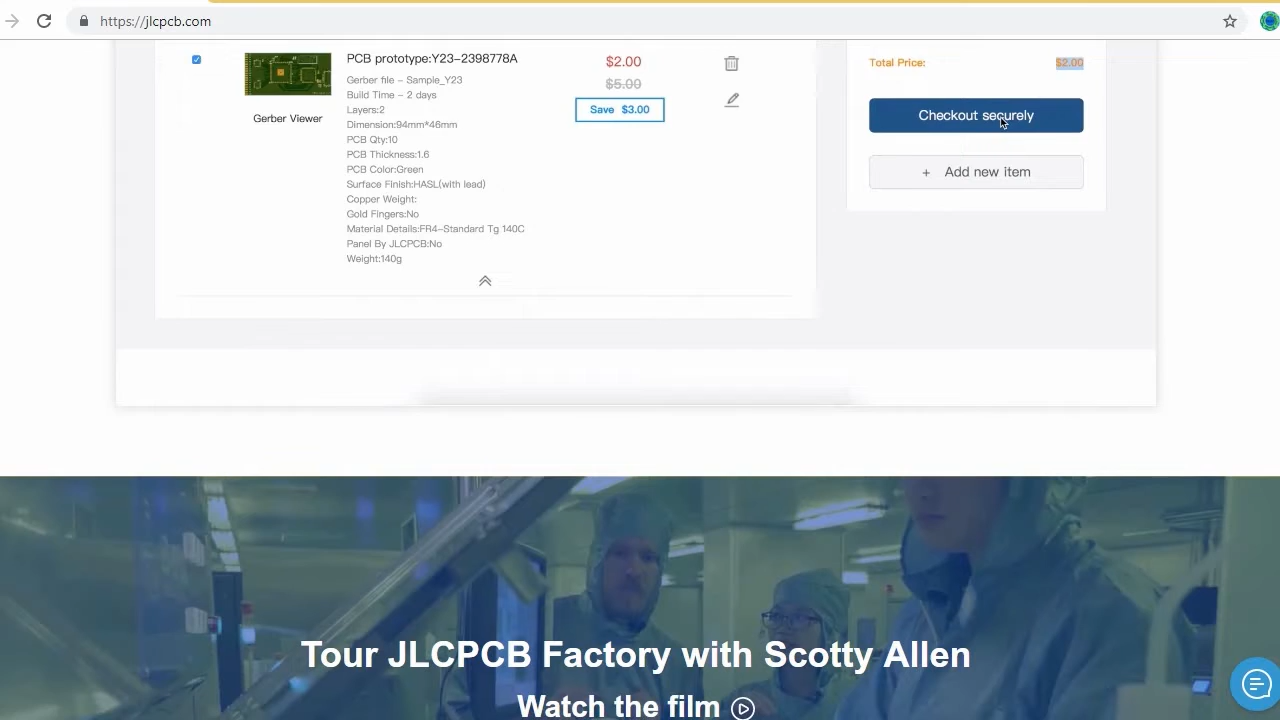 https://jlcpcb.com
PCB prototype:Y23-2398778A
Gerber file - Sample_Y23
Build Time - 2 days
Layers:2
Dimension:94mm*46mm
PCB Qty:10
PCB Thickness:1.6
PCB Color:Green
Surface Finish:HASL(with lead)
Copper Weight:
Gold Fingers:No
Material Details:FR4-Standard Tg 140C
Panel By JLCPCB:No
Weight:140g
Gerber Viewer
$2.00
$5.00
Save $3.00
Total Price: $2.00
Checkout securely
+ Add new item
Tour JLCPCB Factory with Scotty Allen
Watch the film